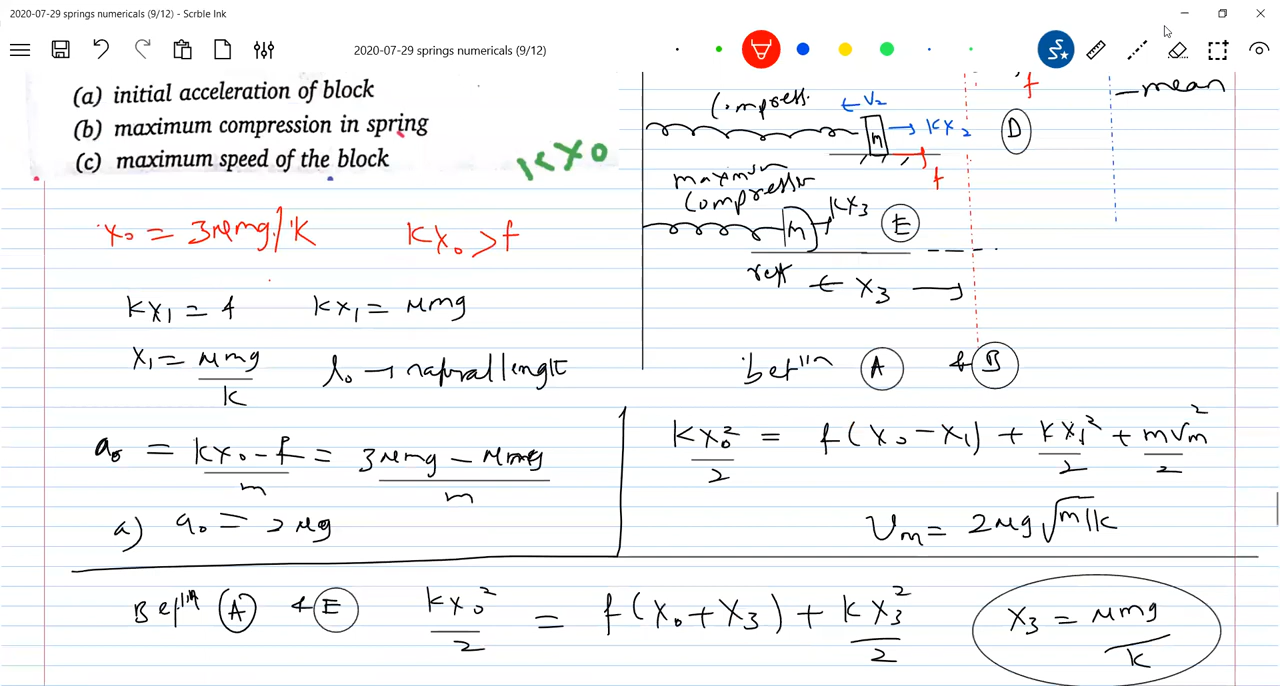 2020-07-29 springs numericals (9/12) - Scrble Ink
2020-07-29 springs numericals (9/12)
(a) initial acceleration of block
(b) maximum compression in spring
(c) maximum speed of the block
KX0
x₀ = 3μmg/k KX₀ > f
KX₁ = f KX₁ = μmg
X₁ = μmg/k l₀ → natural length
a₀ = (KX₀ - f)/m = (3μmg - μmg)/m
a) a₀ = 2μg
Compress.
← V₂
m
→ KX₂
f
D
f
— mean
maximum
compression
m
KX₃
E
rest ← X₃ →
betⁿ A & B
KX₀²/2 = f(X₀ - X₁) + KX₁²/2 + mVm²/2
Vm = 2μg √m/k
Betⁿ A & E KX₀²/2 = f(X₀ + X₃) + KX₃²/2
X₃ = μmg/k